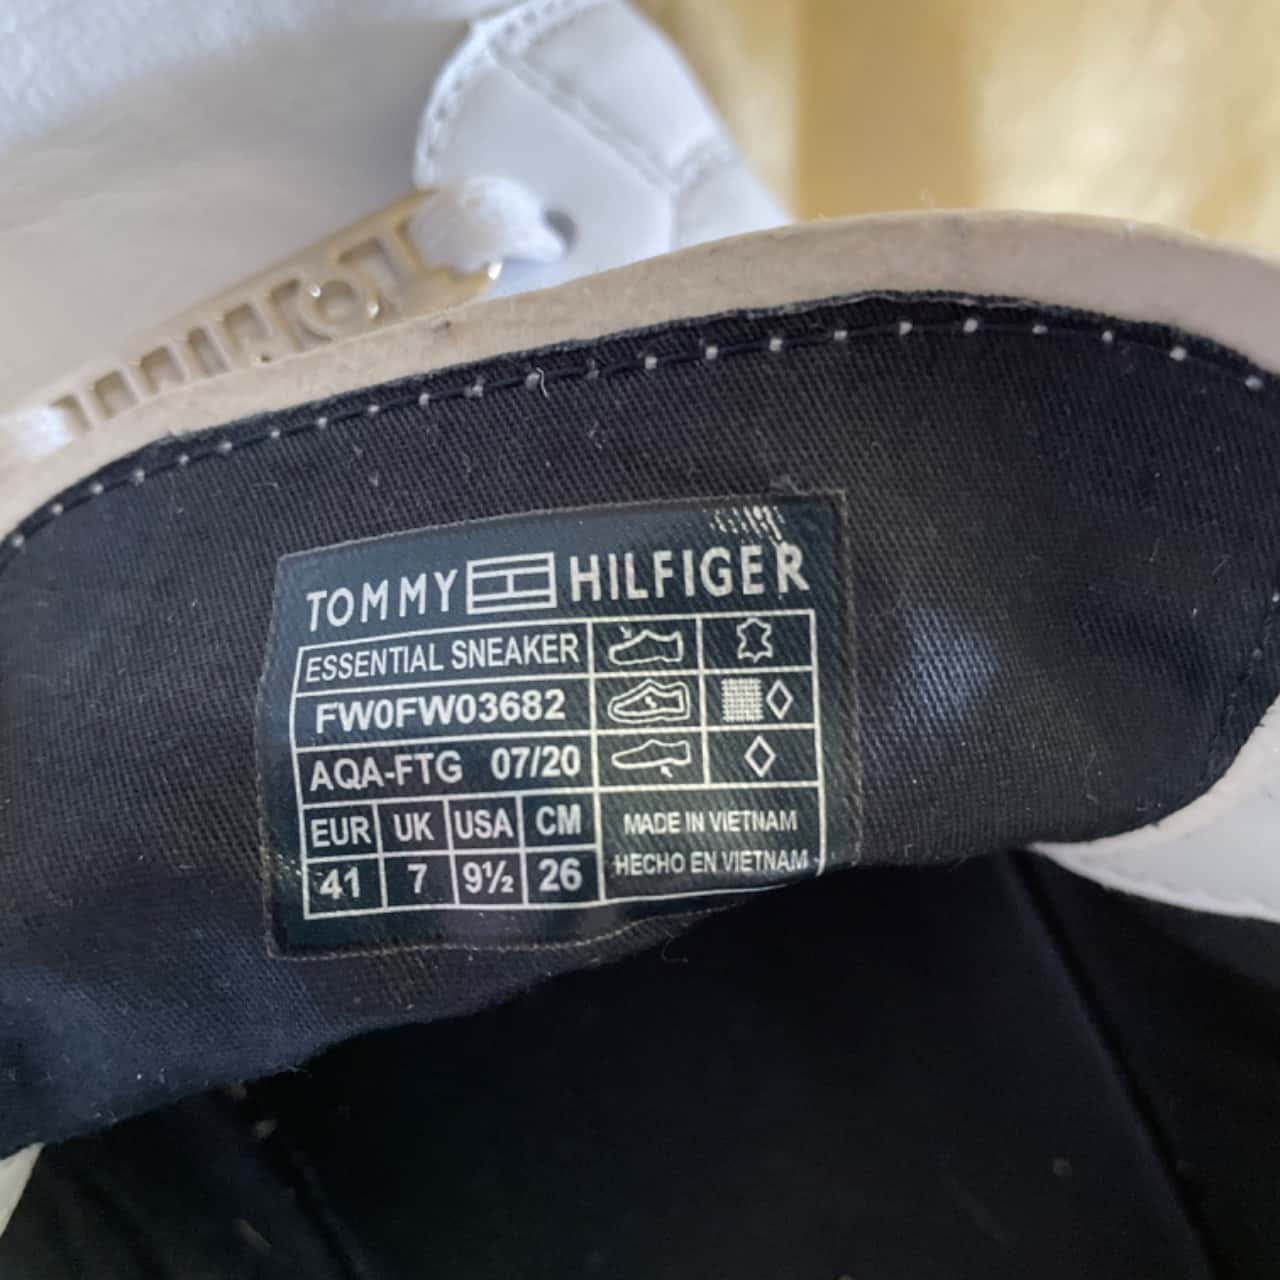 TOMMY
TOMMY HILFIGER
ESSENTIAL SNEAKER
FW0FW03682
AQA-FTG 07/20
EUR UK USA CM
41 7 9½ 26
MADE IN VIETNAM
HECHO EN VIETNAM